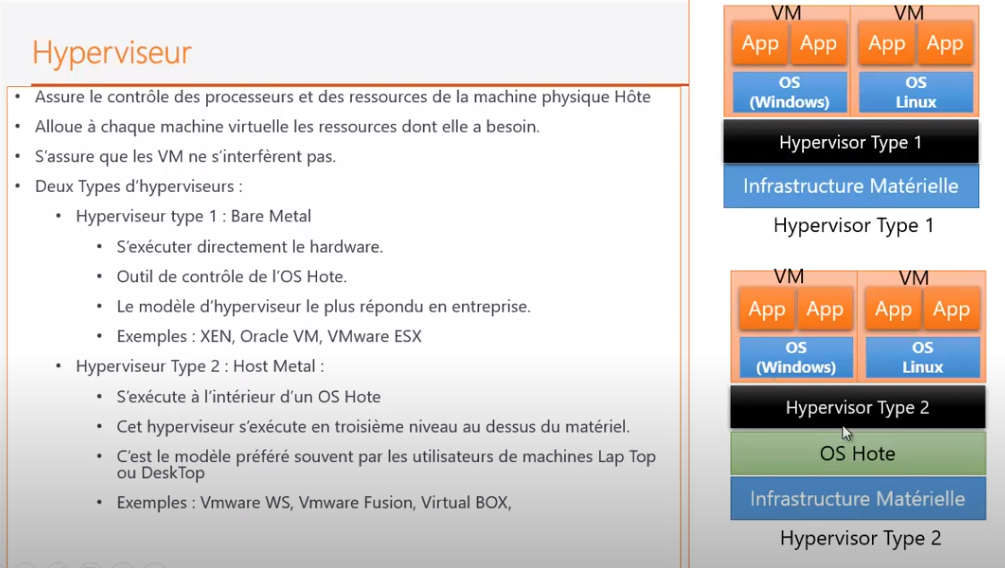 Hyperviseur
• Assure le contrôle des processeurs et des ressources de la machine physique Hôte
• Alloue à chaque machine virtuelle les ressources dont elle a besoin.
• S'assure que les VM ne s'interfèrent pas.
• Deux Types d'hyperviseurs :
• Hyperviseur type 1 : Bare Metal
• S'exécuter directement le hardware.
• Outil de contrôle de l'OS Hote.
• Le modèle d'hyperviseur le plus répondu en entreprise.
• Exemples : XEN, Oracle VM, VMware ESX
• Hyperviseur Type 2 : Host Metal :
• S'exécute à l'intérieur d'un OS Hote
• Cet hyperviseur s'exécute en troisième niveau au dessus du matériel.
• C'est le modèle préféré souvent par les utilisateurs de machines Lap Top
ou DeskTop
• Exemples : Vmware WS, Vmware Fusion, Virtual BOX,
VM VM
App App App App
OS OS
(Windows) Linux
Hypervisor Type 1
Infrastructure Matérielle
Hypervisor Type 1
VM VM
App App App App
OS OS
(Windows) Linux
Hypervisor Type 2
OS Hote
Infrastructure Matérielle
Hypervisor Type 2